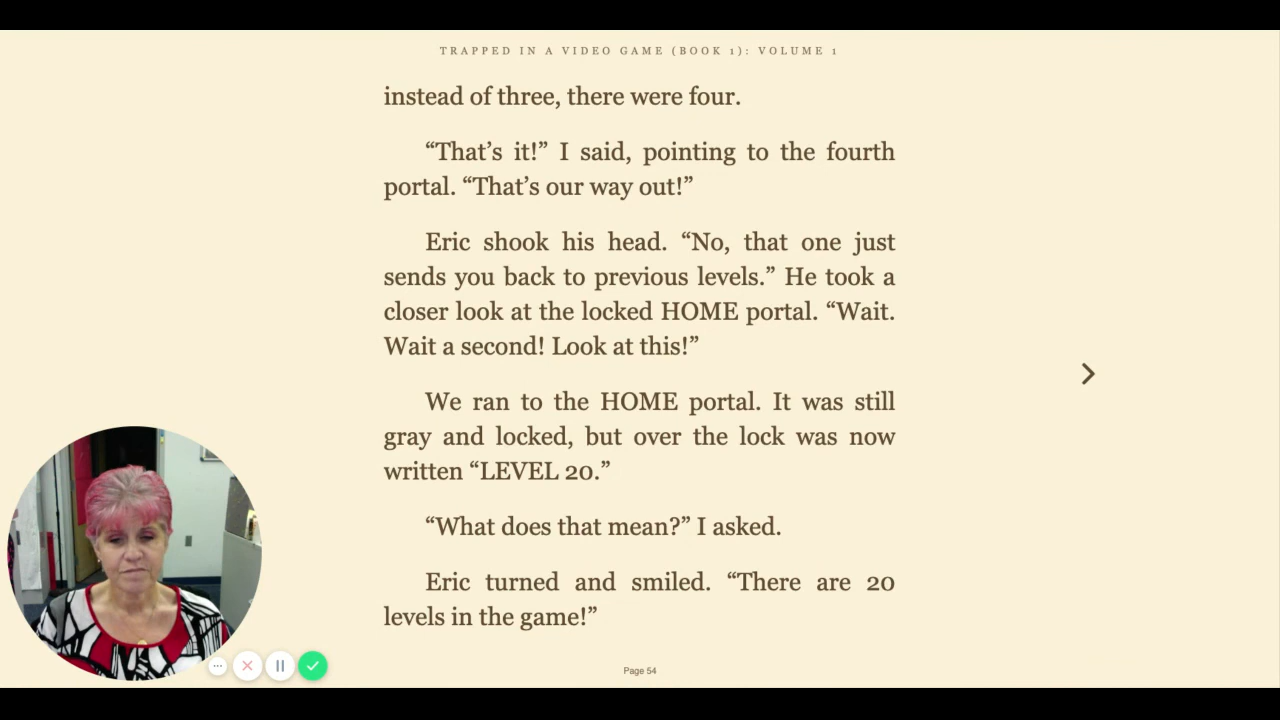 TRAPPED IN A VIDEO GAME (BOOK 1): VOLUME 1
instead of three, there were four.
“That’s it!” I said, pointing to the fourth
portal. “That’s our way out!”
Eric shook his head. “No, that one just
sends you back to previous levels.” He took a
closer look at the locked HOME portal. “Wait.
Wait a second! Look at this!”
We ran to the HOME portal. It was still
gray and locked, but over the lock was now
written “LEVEL 20.”
“What does that mean?” I asked.
Eric turned and smiled. “There are 20
levels in the game!”
Page 54